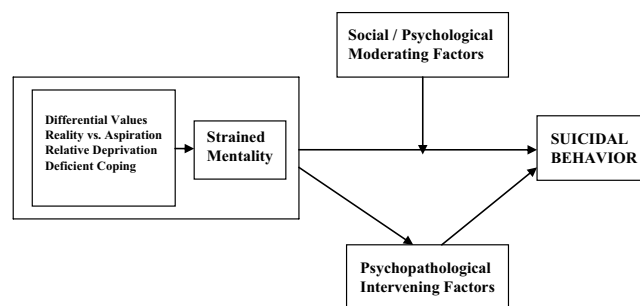 Social / Psychological
Moderating Factors
Differential Values
Reality vs. Aspiration
Relative Deprivation
Deficient Coping
Strained
Mentality
SUICIDAL
BEHAVIOR
Psychopathological
Intervening Factors